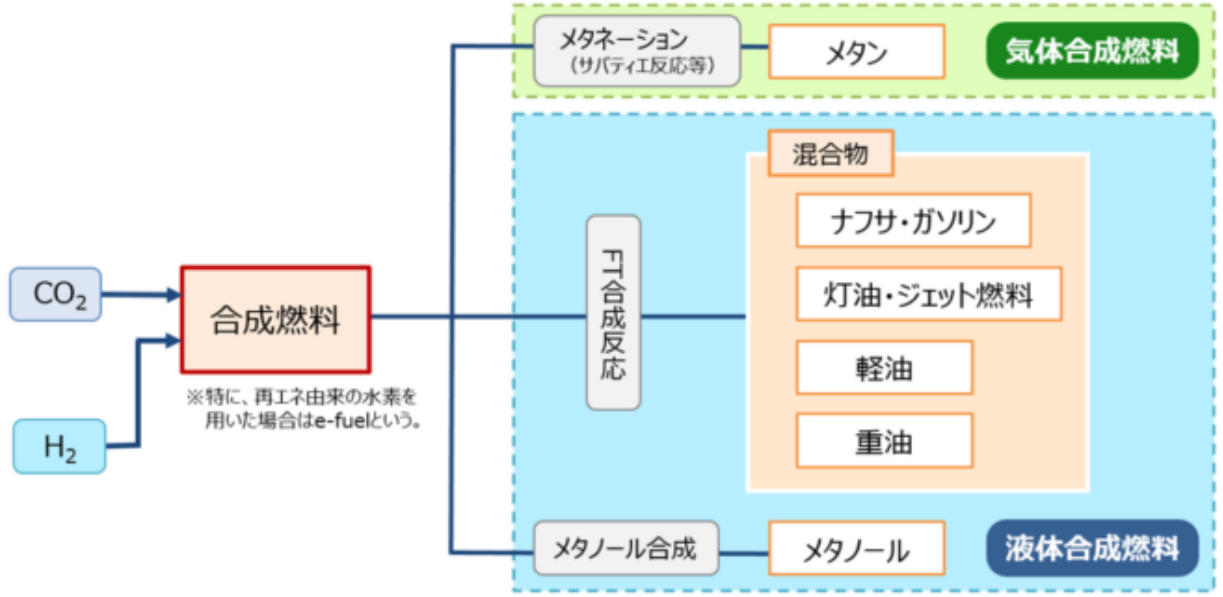 メタネーション
（サバティエ反応等）
メタン
気体合成燃料
混合物
ナフサ・ガソリン
灯油・ジェット燃料
軽油
重油
FT合成反応
CO₂
合成燃料
※特に、再エネ由来の水素を
用いた場合はe-fuelという。
H₂
メタノール合成
メタノール
液体合成燃料